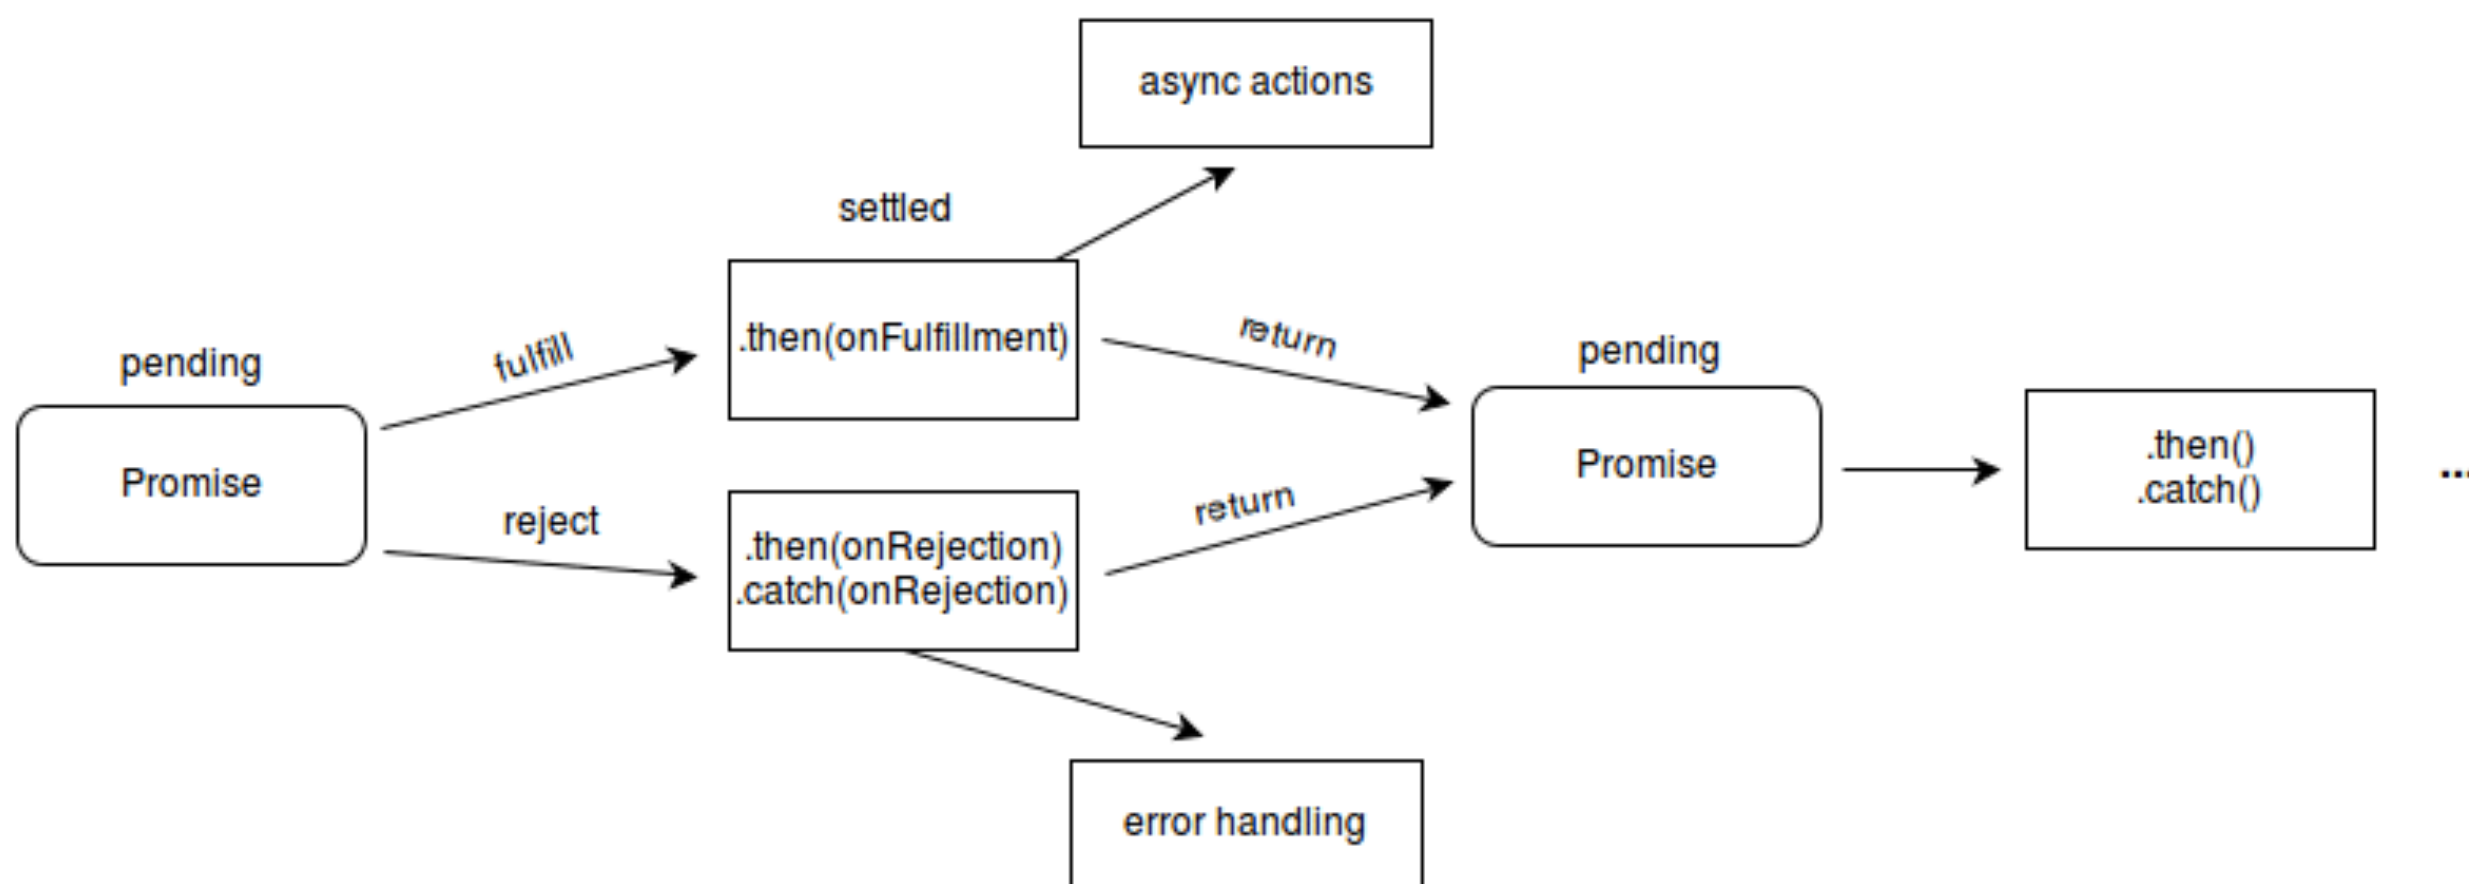 async actions
settled
.then(onFulfillment)
fulfill
return
pending
pending
Promise
Promise
.then()
.catch()
...
reject
return
.then(onRejection)
.catch(onRejection)
error handling